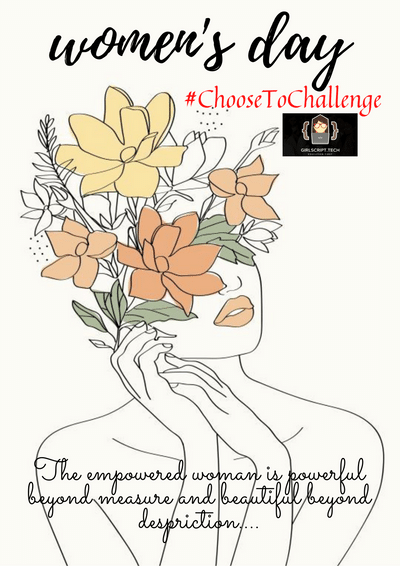 women's day
#ChooseToChallenge
GIRLSCRIPT.TECH
The empowered woman is powerful
beyond measure and beautiful beyond
despriction....